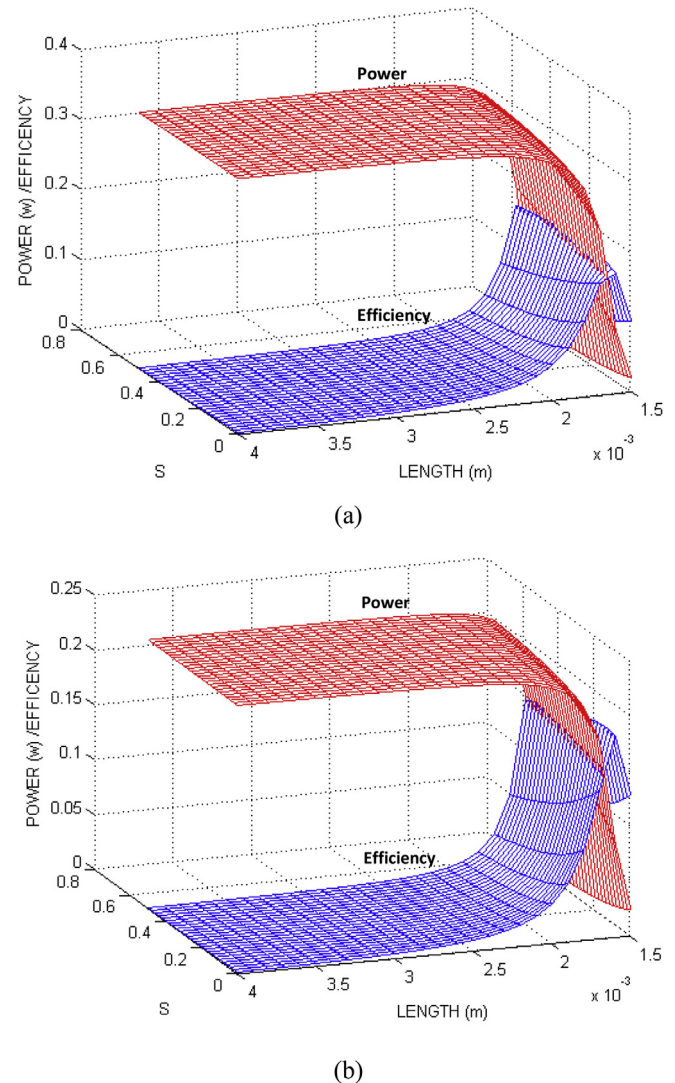 0.4
Power
0.3
0.2
0.1
Efficiency
0
0.8
0.6
0.4
0.2
0
4
3.5
3
2.5
2
1.5
x 10⁻³
POWER (w) /EFFICENCY
S
LENGTH (m)
(a)
0.25
Power
0.2
0.15
0.1
0.05
Efficiency
0
0.8
0.6
0.4
0.2
0
4
3.5
3
2.5
2
1.5
x 10⁻³
POWER (w) /EFFICENCY
S
LENGTH (m)
(b)